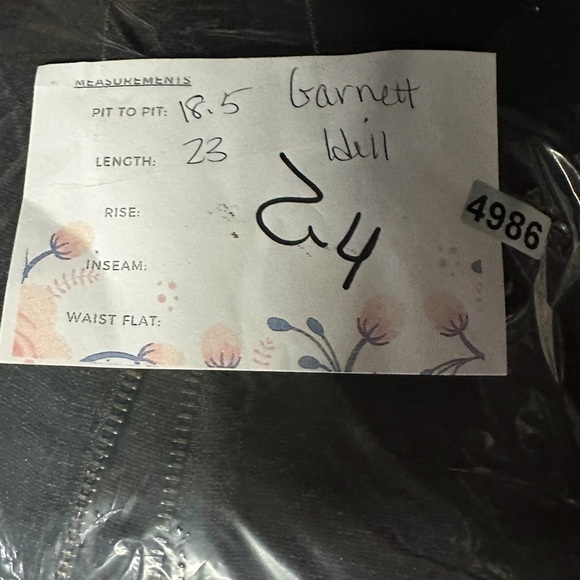 MEASUREMENTS
PIT TO PIT: 18.5 Garnett
LENGTH: 23 Hill
24
RISE:
4986
INSEAM:
WAIST FLAT: